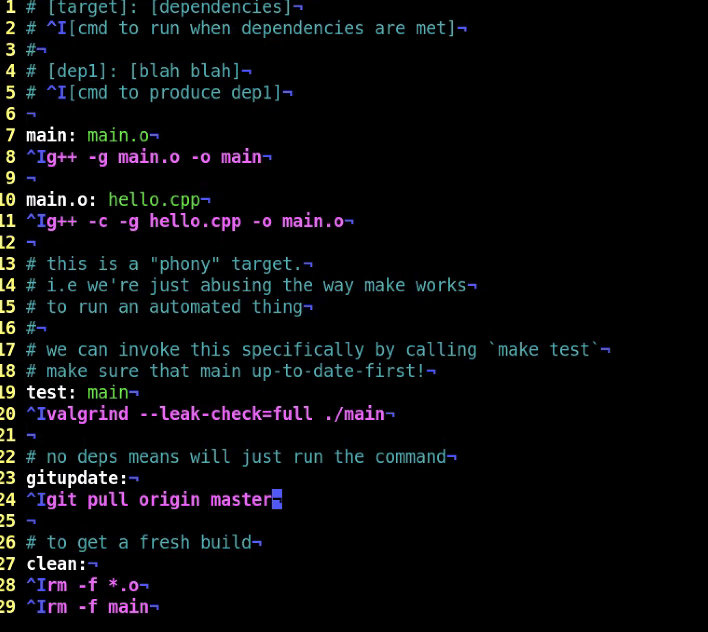 1 # [target]: [dependencies]¬
2 # ^I[cmd to run when dependencies are met]¬
3 #¬
4 # [dep1]: [blah blah]¬
5 # ^I[cmd to produce dep1]¬
6 ¬
7 main: main.o¬
8 ^Ig++ -g main.o -o main¬
9 ¬
10 main.o: hello.cpp¬
11 ^Ig++ -c -g hello.cpp -o main.o¬
12 ¬
13 # this is a "phony" target.¬
14 # i.e we're just abusing the way make works¬
15 # to run an automated thing¬
16 #¬
17 # we can invoke this specifically by calling `make test`¬
18 # make sure that main up-to-date-first!¬
19 test: main¬
20 ^Ivalgrind --leak-check=full ./main¬
21 ¬
22 # no deps means will just run the command¬
23 gitupdate:¬
24 ^Igit pull origin master¬
25 ¬
26 # to get a fresh build¬
27 clean:¬
28 ^Irm -f *.o¬
29 ^Irm -f main¬